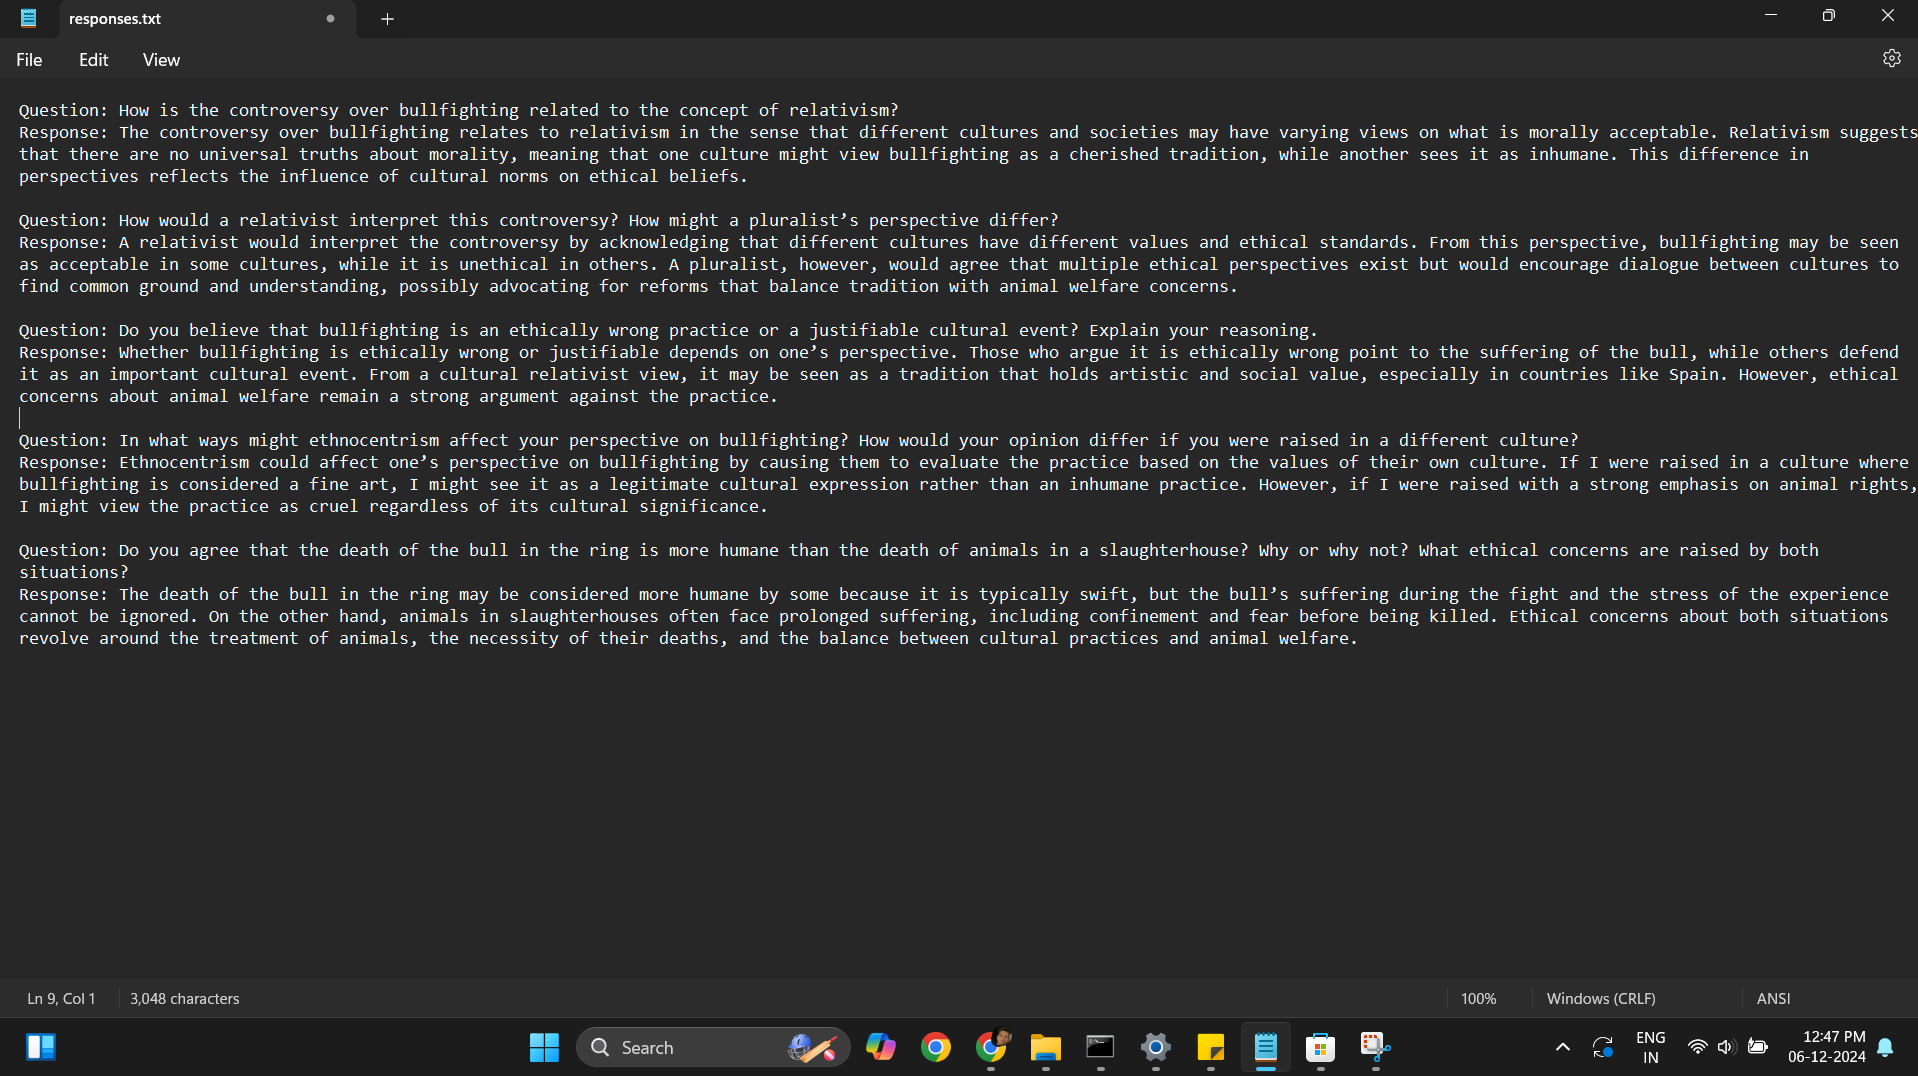 responses.txt
File
Edit
View
Question: How is the controversy over bullfighting related to the concept of relativism?
Response: The controversy over bullfighting relates to relativism in the sense that different cultures and societies may have varying views on what is morally acceptable. Relativism suggests
that there are no universal truths about morality, meaning that one culture might view bullfighting as a cherished tradition, while another sees it as inhumane. This difference in
perspectives reflects the influence of cultural norms on ethical beliefs.
Question: How would a relativist interpret this controversy? How might a pluralist’s perspective differ?
Response: A relativist would interpret the controversy by acknowledging that different cultures have different values and ethical standards. From this perspective, bullfighting may be seen
as acceptable in some cultures, while it is unethical in others. A pluralist, however, would agree that multiple ethical perspectives exist but would encourage dialogue between cultures to
find common ground and understanding, possibly advocating for reforms that balance tradition with animal welfare concerns.
Question: Do you believe that bullfighting is an ethically wrong practice or a justifiable cultural event? Explain your reasoning.
Response: Whether bullfighting is ethically wrong or justifiable depends on one’s perspective. Those who argue it is ethically wrong point to the suffering of the bull, while others defend
it as an important cultural event. From a cultural relativist view, it may be seen as a tradition that holds artistic and social value, especially in countries like Spain. However, ethical
concerns about animal welfare remain a strong argument against the practice.
Question: In what ways might ethnocentrism affect your perspective on bullfighting? How would your opinion differ if you were raised in a different culture?
Response: Ethnocentrism could affect one’s perspective on bullfighting by causing them to evaluate the practice based on the values of their own culture. If I were raised in a culture where
bullfighting is considered a fine art, I might see it as a legitimate cultural expression rather than an inhumane practice. However, if I were raised with a strong emphasis on animal rights,
I might view the practice as cruel regardless of its cultural significance.
Question: Do you agree that the death of the bull in the ring is more humane than the death of animals in a slaughterhouse? Why or why not? What ethical concerns are raised by both
situations?
Response: The death of the bull in the ring may be considered more humane by some because it is typically swift, but the bull’s suffering during the fight and the stress of the experience
cannot be ignored. On the other hand, animals in slaughterhouses often face prolonged suffering, including confinement and fear before being killed. Ethical concerns about both situations
revolve around the treatment of animals, the necessity of their deaths, and the balance between cultural practices and animal welfare.
Ln 9, Col 1
3,048 characters
100%
Windows (CRLF)
ANSI
Search
ENG
IN
12:47 PM
06-12-2024